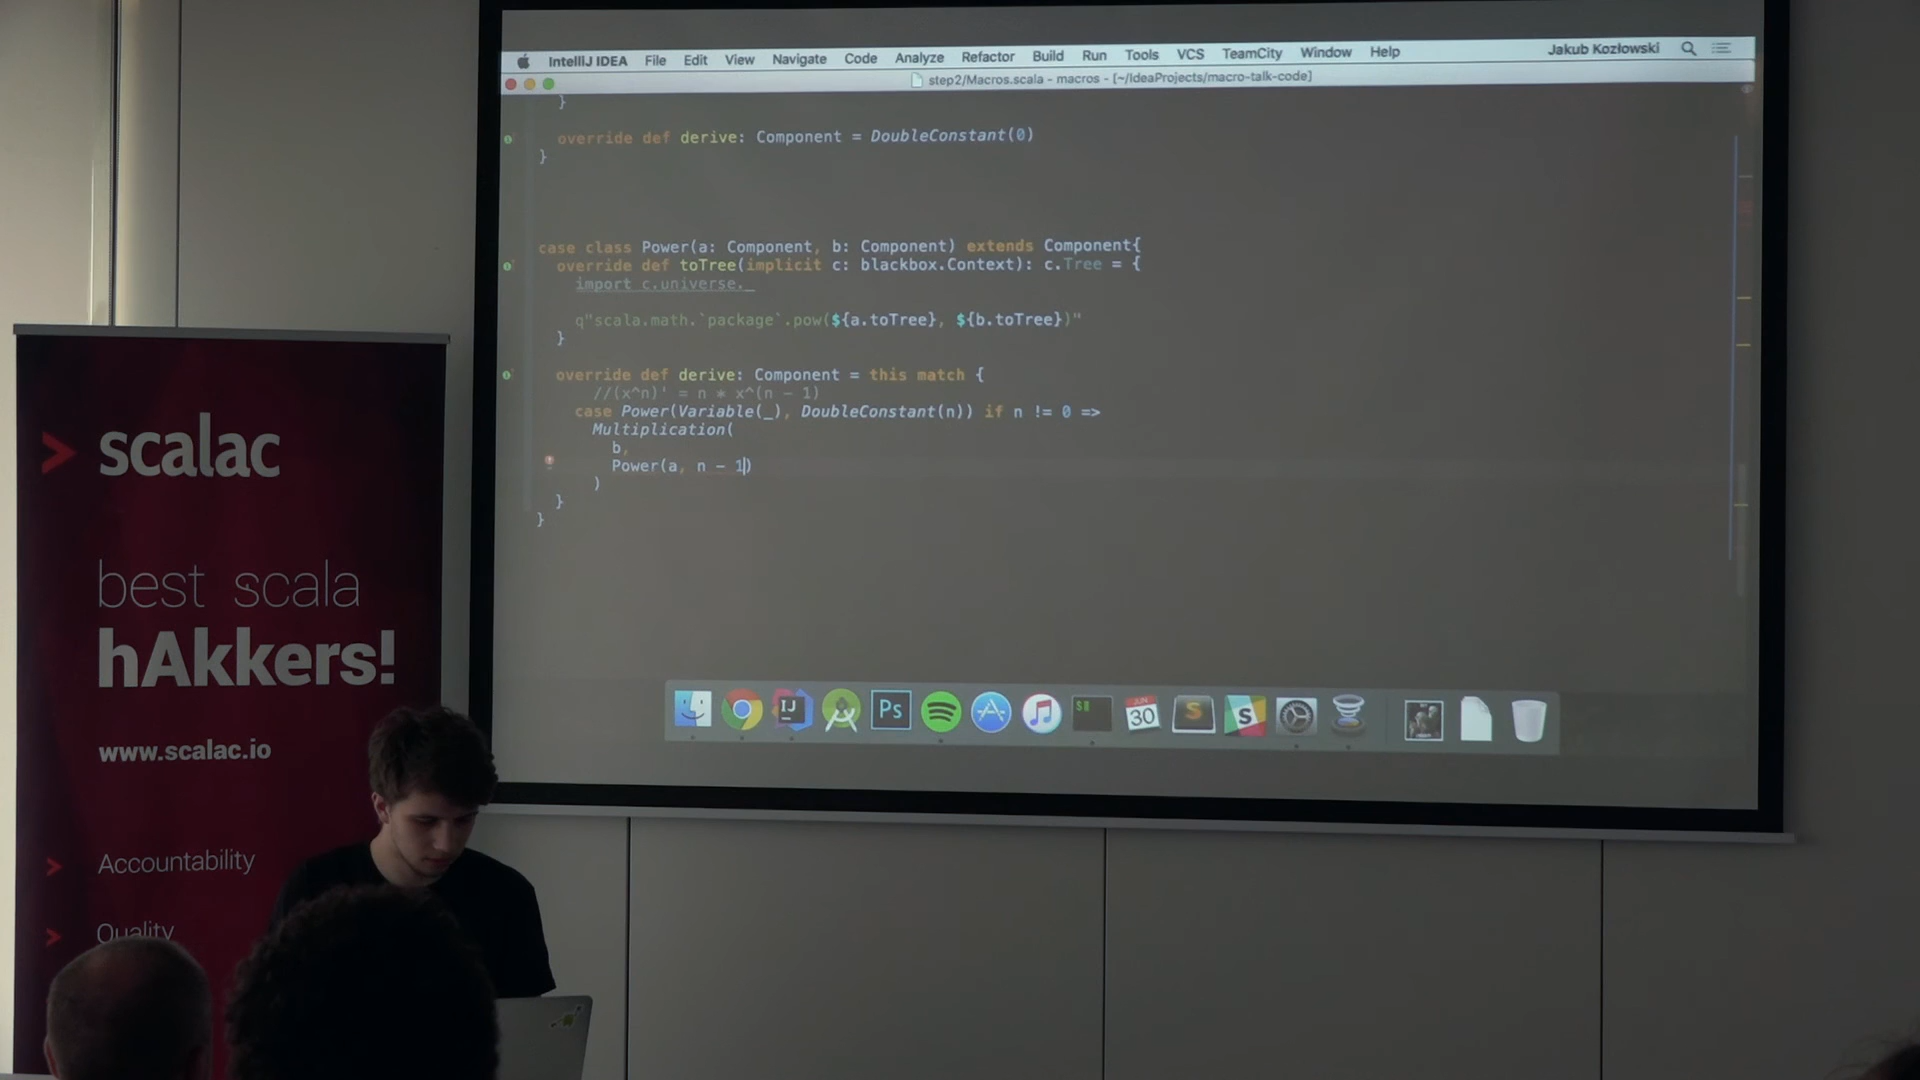 IntelliJ IDEA File Edit View Navigate Code Analyze Refactor Build Run Tools VCS TeamCity Window Help Jakub Kozłowski
step2/Macros.scala - macros - [~/IdeaProjects/macro-talk-code]
}
override def derive: Component = DoubleConstant(0)
}
case class Power(a: Component, b: Component) extends Component{
override def toTree(implicit c: blackbox.Context): c.Tree = {
import c.universe._
q"scala.math.`package`.pow(${a.toTree}, ${b.toTree})"
}
override def derive: Component = this match {
//(x^n)' = n * x^(n - 1)
case Power(Variable(_), DoubleConstant(n)) if n != 0 =>
Multiplication(
b,
Power(a, n - 1)
)
}
}
IJ
Ps
$
JUN
30
S
S
> scalac
best scala
hAkkers!
www.scalac.io
> Accountability
> Quality